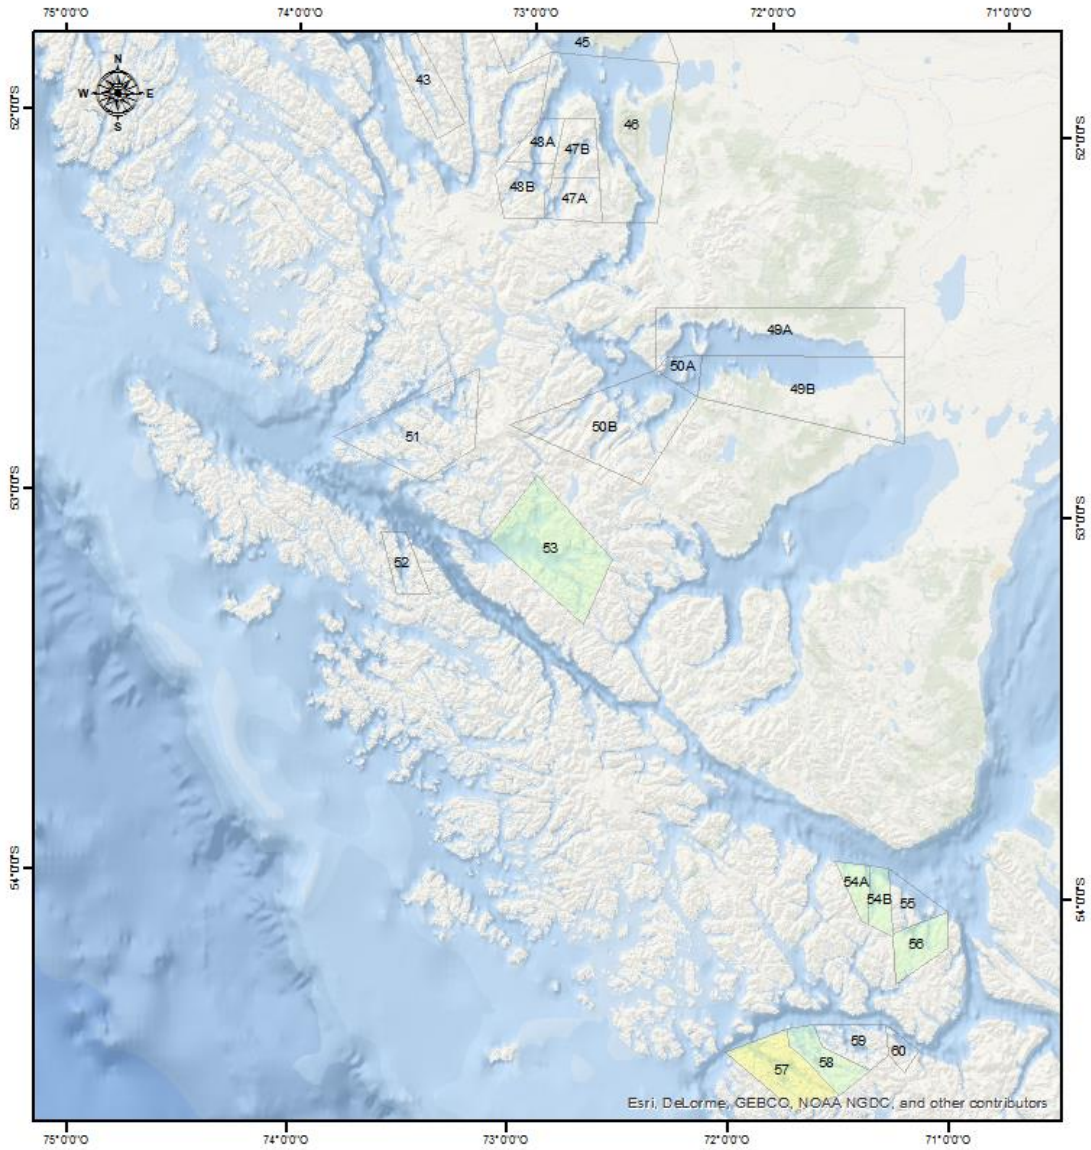 75°0'0"O 74°0'0"O 73°0'0"O 72°0'0"O 71°0'0"O
N
W E
S
45
43
46
52°0'0"S
52°0'0"S
48A
47B
48B
47A
49A
50A
49B
50B
51
53°0'0"S
53°0'0"S
53
52
54°0'0"S
54°0'0"S
54A
54B
55
56
59
60
58
57
Esri, DeLorme, GEBCO, NOAA NGDC, and other contributors
75°0'0"O 74°0'0"O 73°0'0"O 72°0'0"O 71°0'0"O